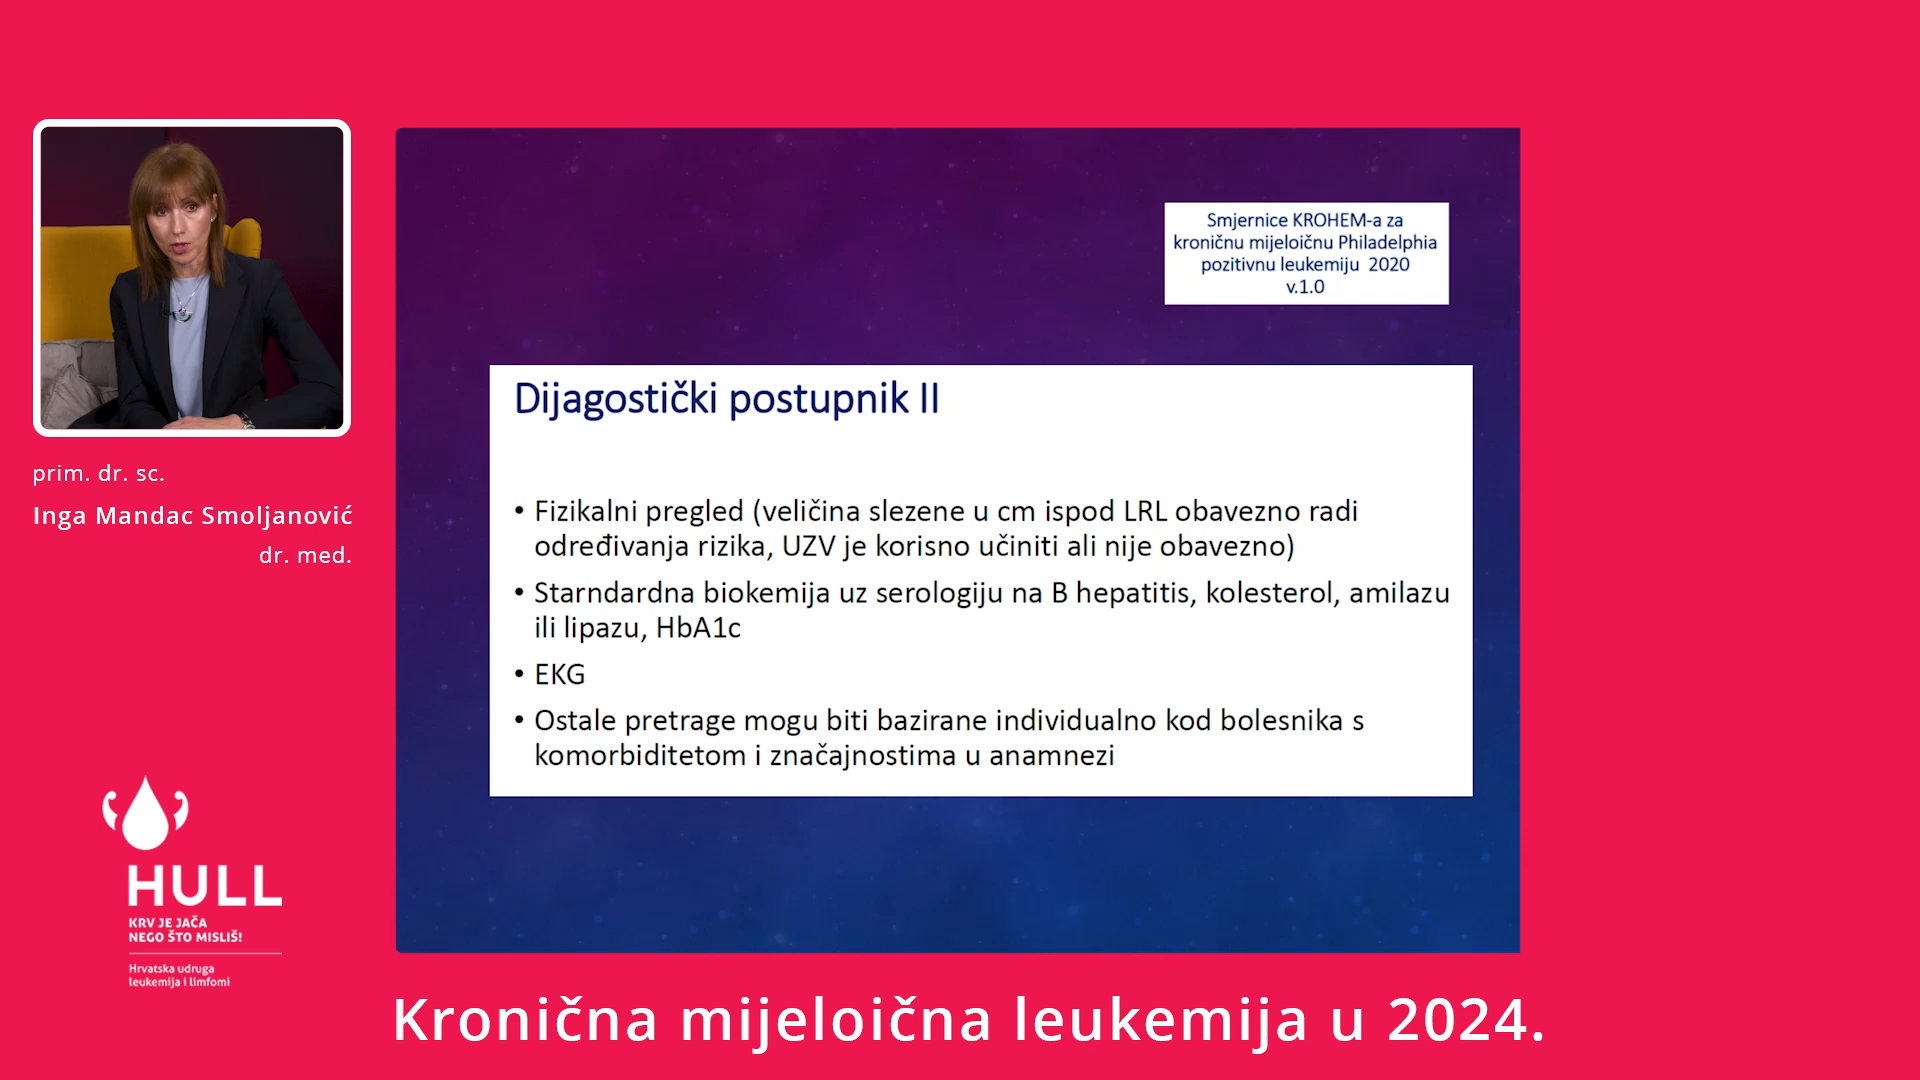 prim. dr. sc.
Inga Mandac Smoljanović
dr. med.
HULL
KRV JE JAČA
NEGO ŠTO MISLIŠ!
Hrvatska udruga
leukemija i limfomi
Smjernice KROHEM-a za
kroničnu mijeloičnu Philadelphia
pozitivnu leukemiju 2020
v.1.0
Dijagostički postupnik II
• Fizikalni pregled (veličina slezene u cm ispod LRL obavezno radi
određivanja rizika, UZV je korisno učiniti ali nije obavezno)
• Starndardna biokemija uz serologiju na B hepatitis, kolesterol, amilazu
ili lipazu, HbA1c
• EKG
• Ostale pretrage mogu biti bazirane individualno kod bolesnika s
komorbiditetom i značajnostima u anamnezi
Kronična mijeloična leukemija u 2024.